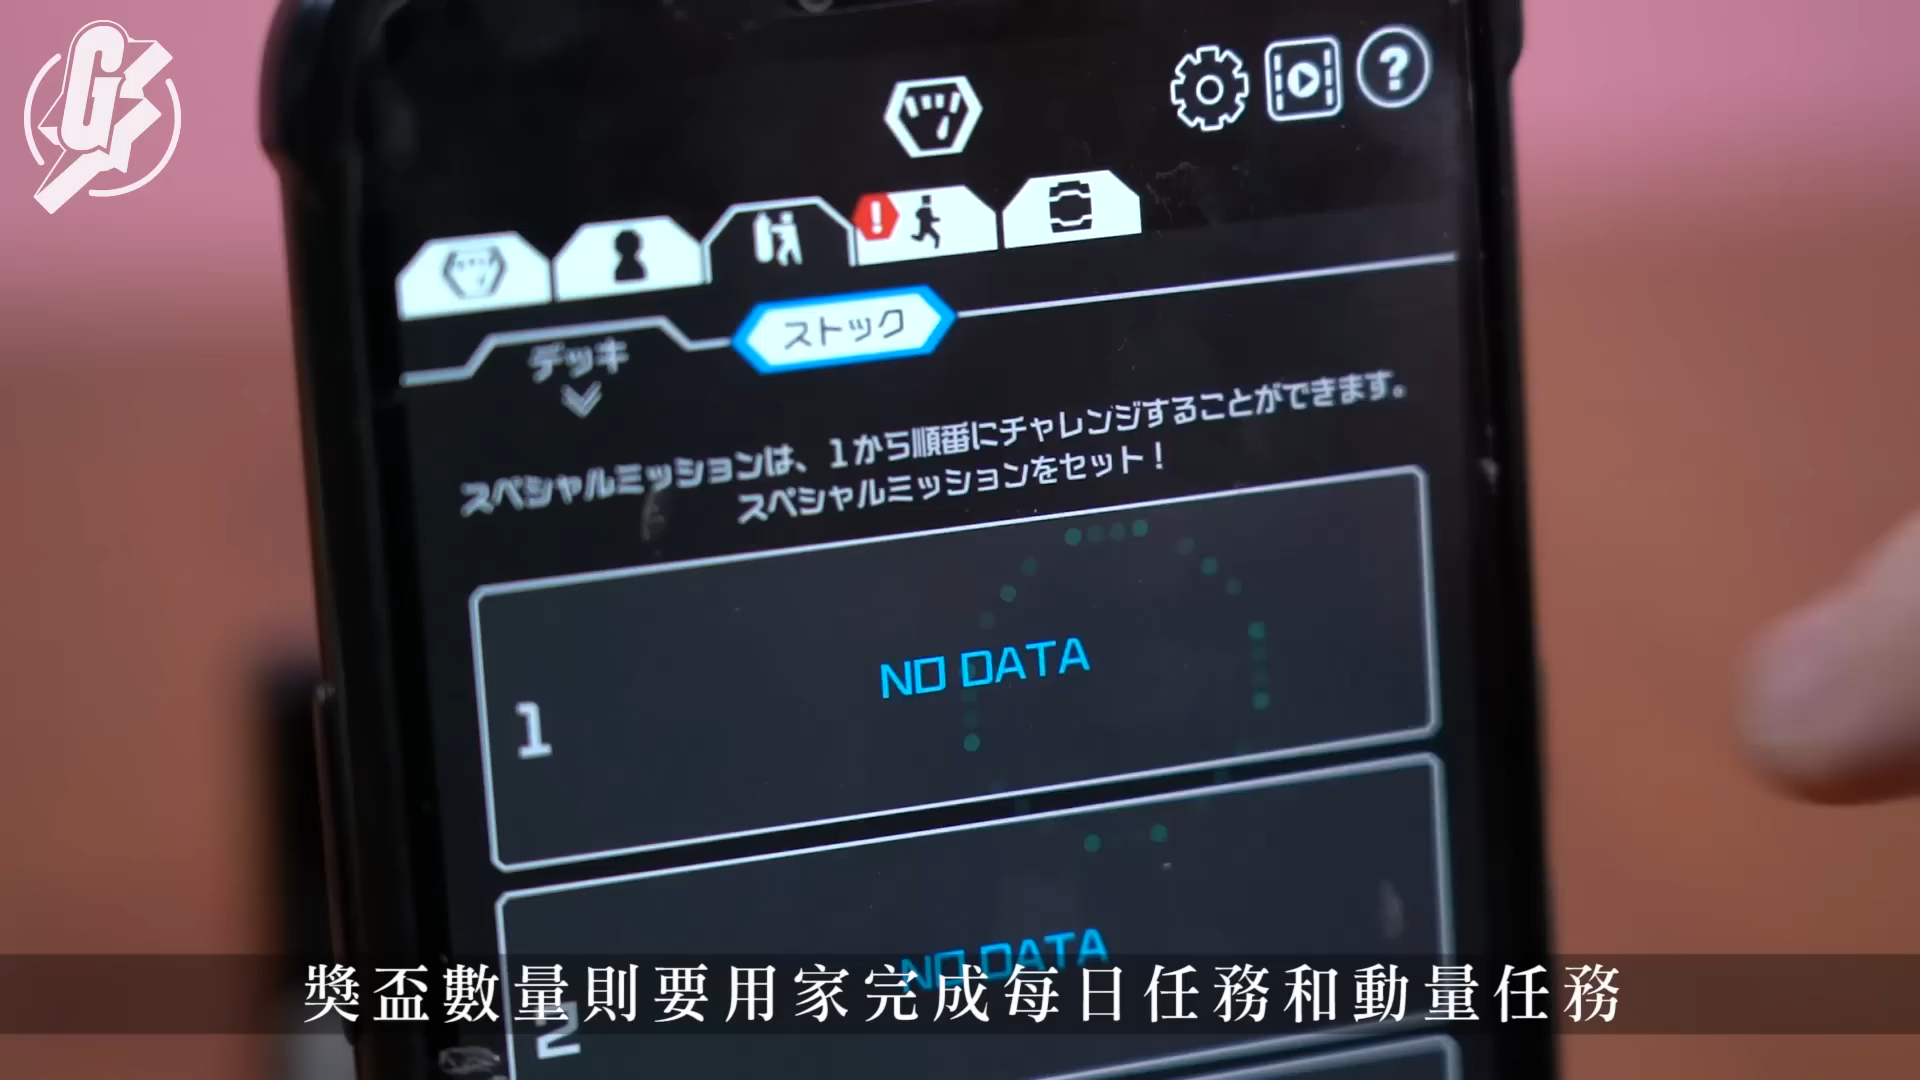 デッキ
ストック
スペシャルミッションは、1から順番にチャレンジすることができます。
スペシャルミッションをセット！
NO DATA
1
NO DATA
2
獎盃數量則要用家完成每日任務和動量任務